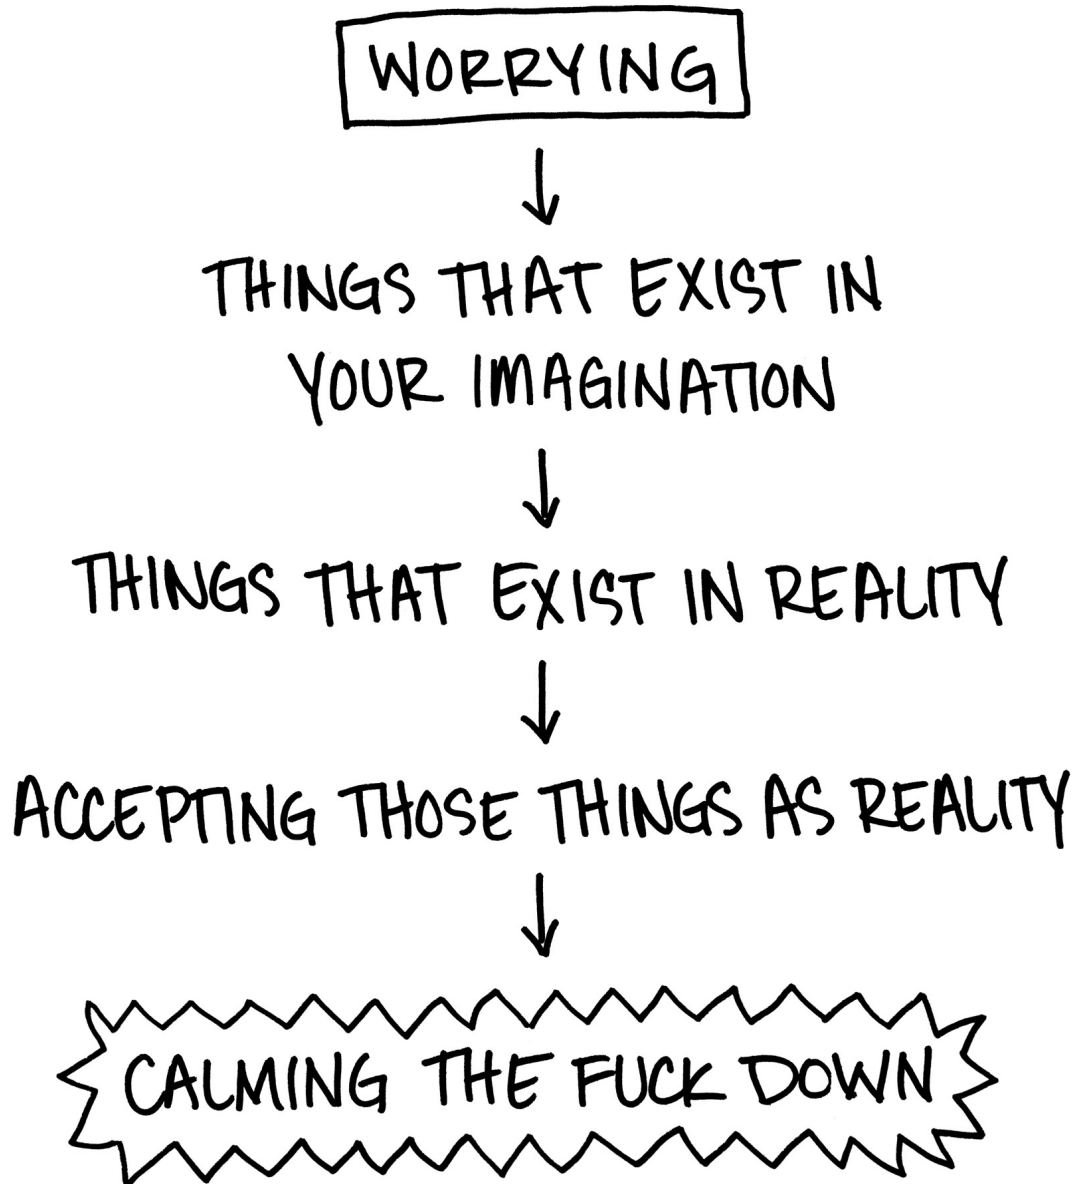 WORRYING
THINGS THAT EXIST IN
YOUR IMAGINATION
THINGS THAT EXIST IN REALITY
ACCEPTING THOSE THINGS AS REALITY
CALMING THE FUCK DOWN